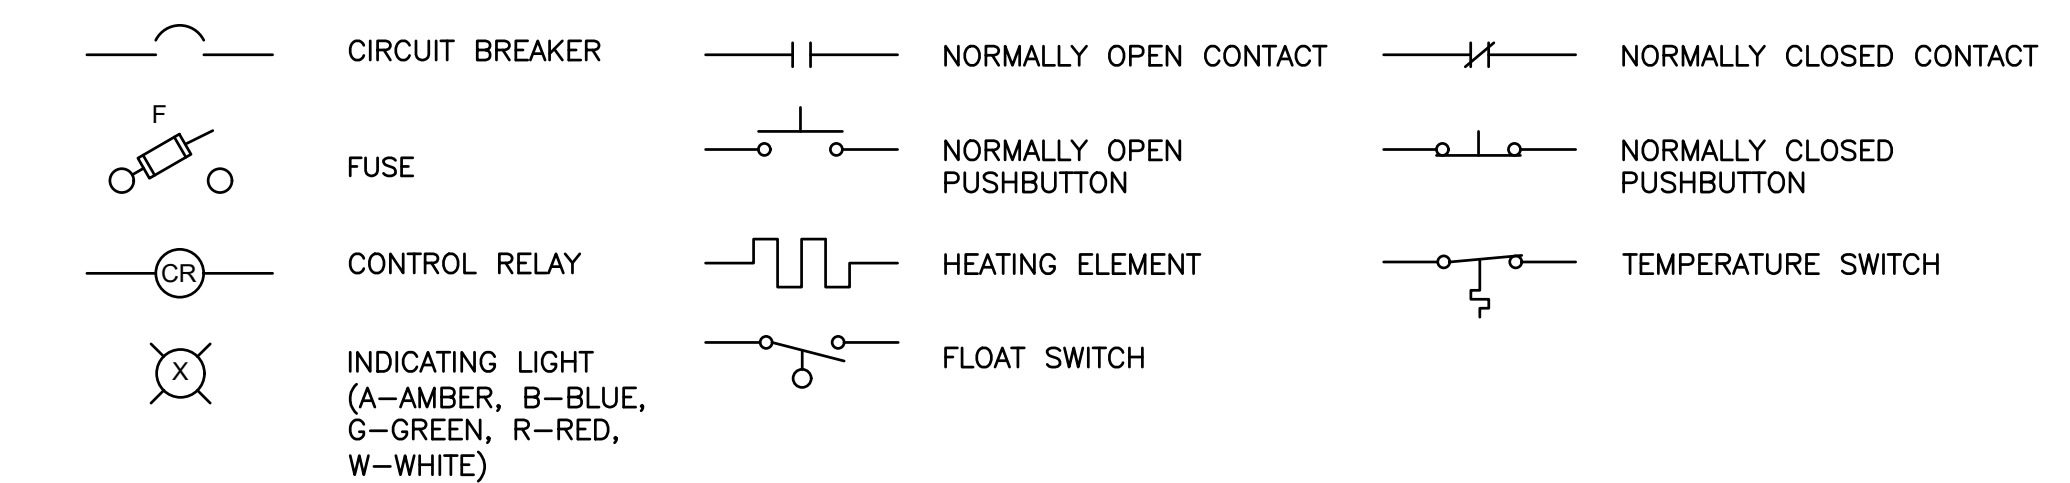 CIRCUIT BREAKER
NORMALLY OPEN CONTACT
NORMALLY CLOSED CONTACT
F
FUSE
NORMALLY OPEN
PUSHBUTTON
NORMALLY CLOSED
PUSHBUTTON
CR
CONTROL RELAY
HEATING ELEMENT
TEMPERATURE SWITCH
X
INDICATING LIGHT
(A-AMBER, B-BLUE,
G-GREEN, R-RED,
W-WHITE)
FLOAT SWITCH